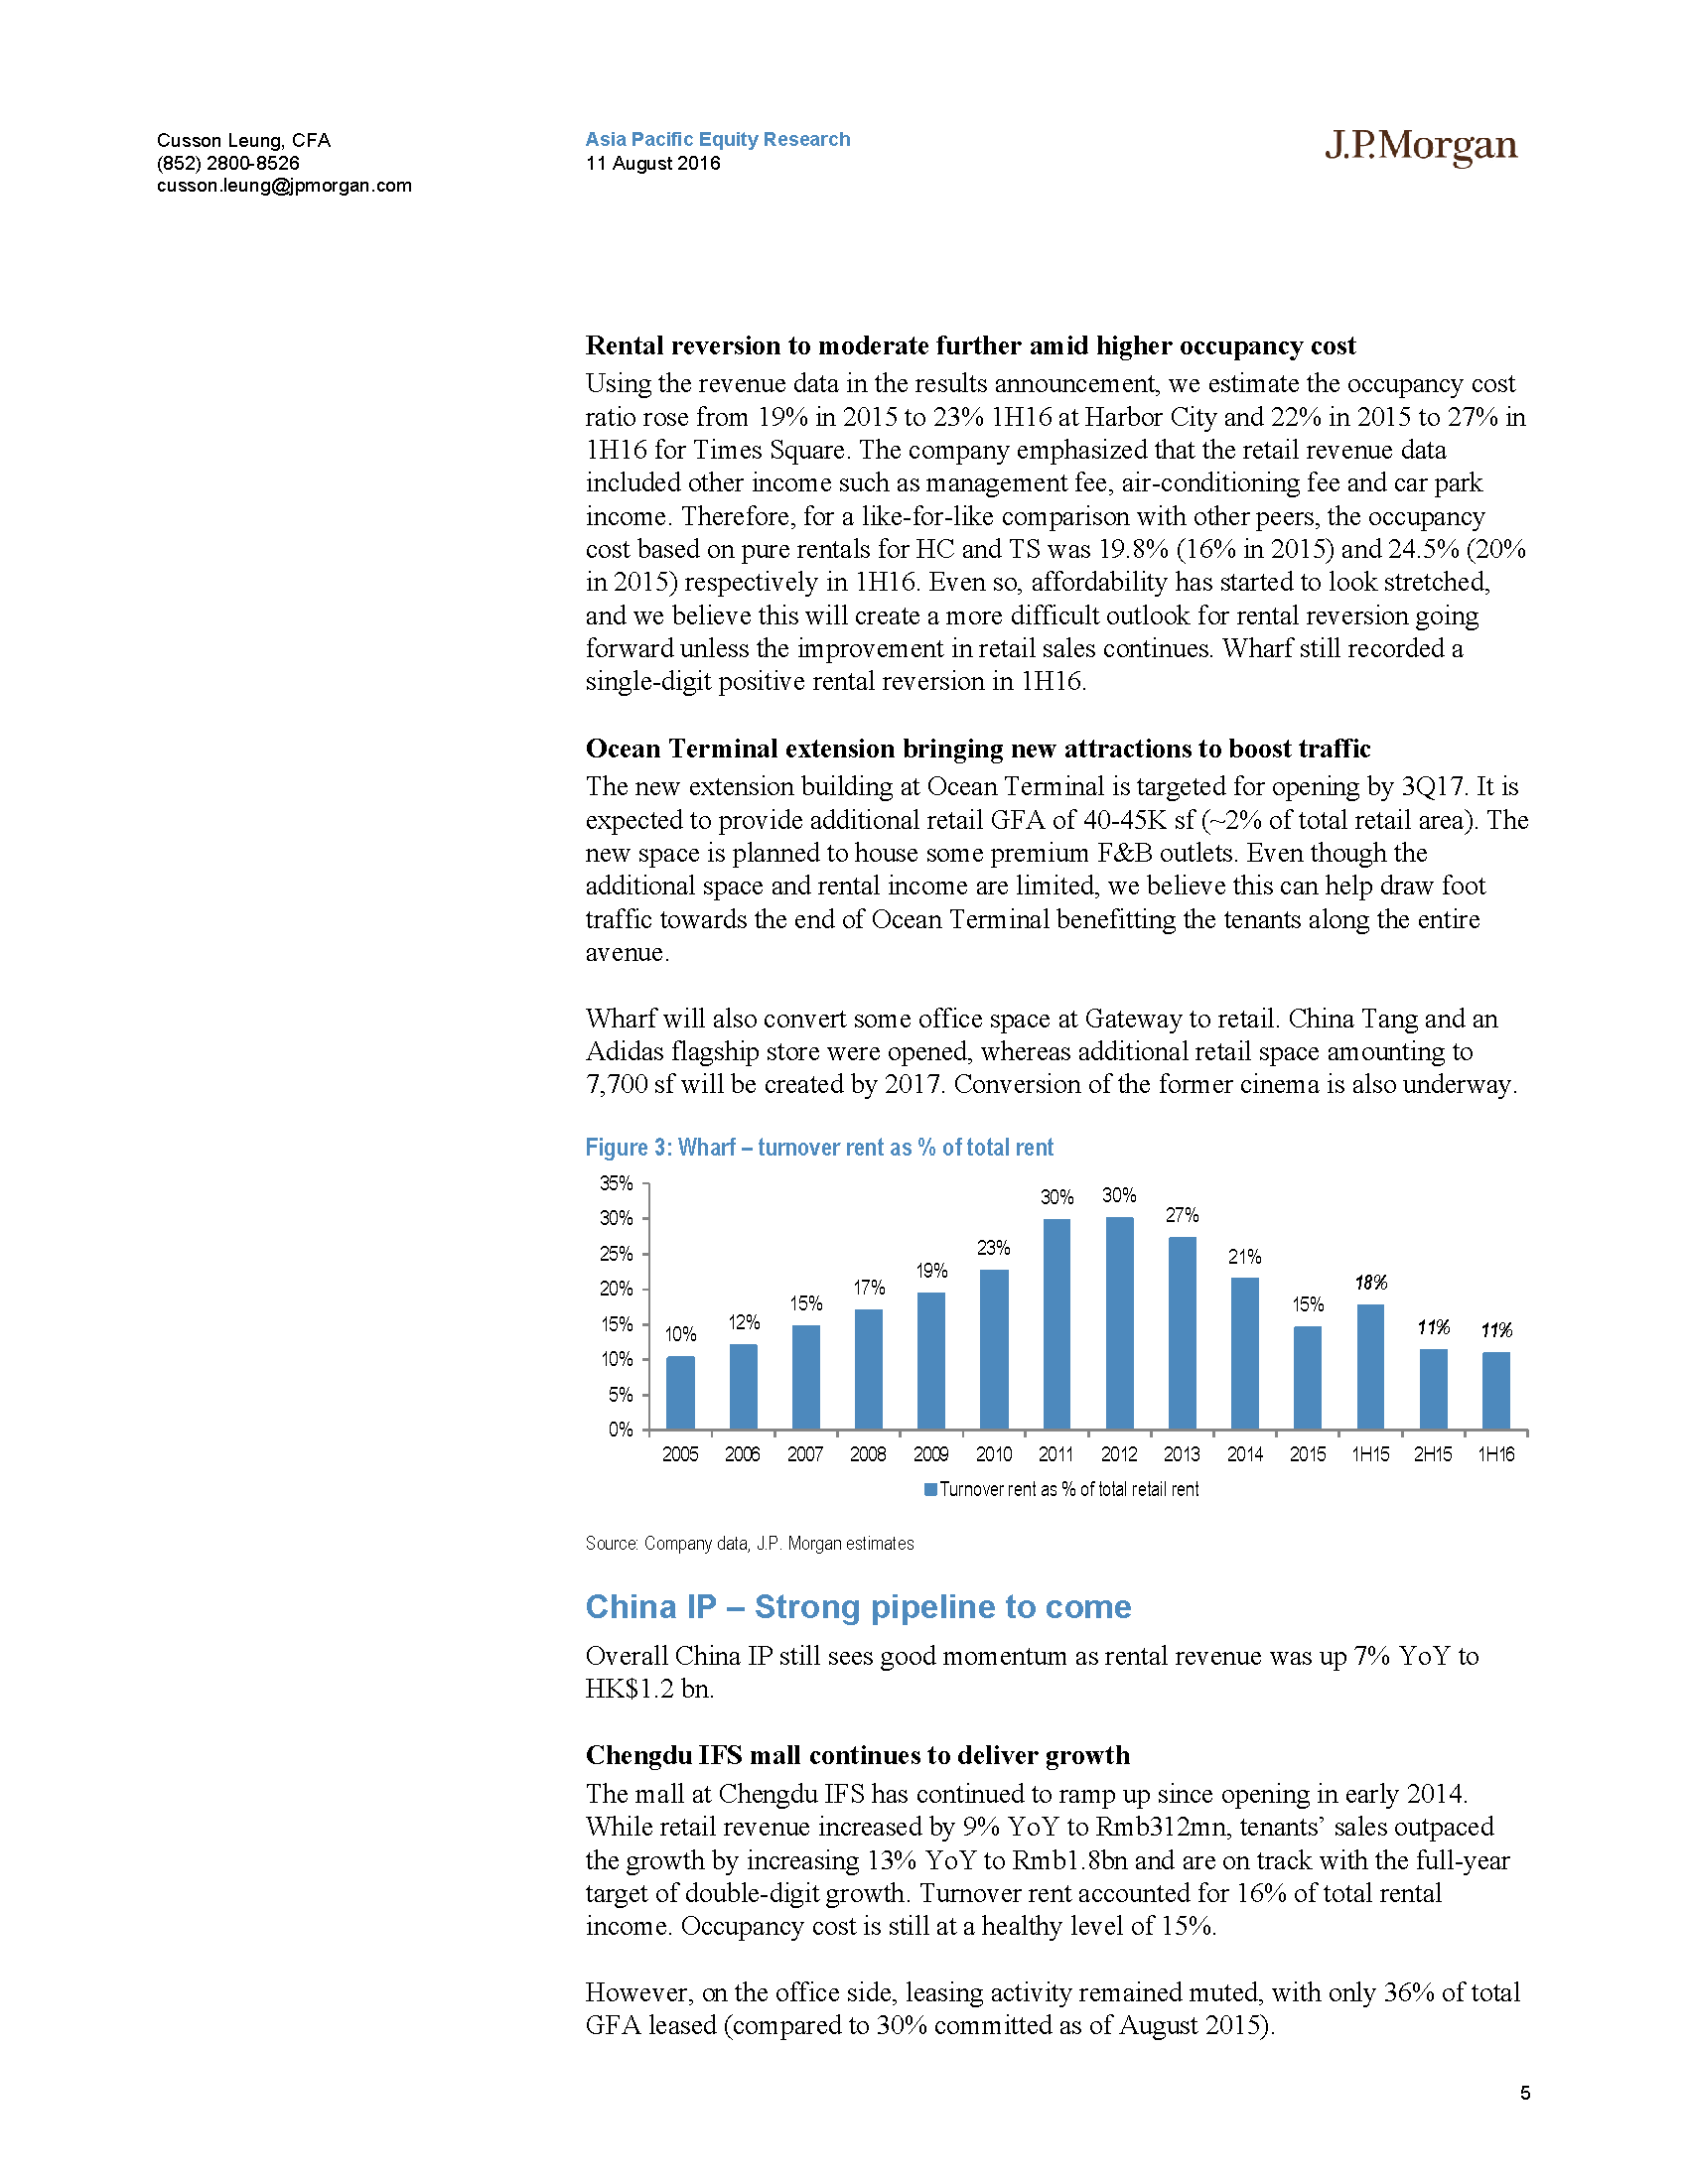 Cusson Leung, CFA
(852) 2800-8526
cusson.leung@jpmorgan.com
Asia Pacific Equity Research
11 August 2016
J.P.Morgan
Rental reversion to moderate further amid higher occupancy cost
Using the revenue data in the results announcement, we estimate the occupancy cost
ratio rose from 19% in 2015 to 23% 1H16 at Harbor City and 22% in 2015 to 27% in
1H16 for Times Square. The company emphasized that the retail revenue data
included other income such as management fee, air-conditioning fee and car park
income. Therefore, for a like-for-like comparison with other peers, the occupancy
cost based on pure rentals for HC and TS was 19.8% (16% in 2015) and 24.5% (20%
in 2015) respectively in 1H16. Even so, affordability has started to look stretched,
and we believe this will create a more difficult outlook for rental reversion going
forward unless the improvement in retail sales continues. Wharf still recorded a
single-digit positive rental reversion in 1H16.
Ocean Terminal extension bringing new attractions to boost traffic
The new extension building at Ocean Terminal is targeted for opening by 3Q17. It is
expected to provide additional retail GFA of 40-45K sf (~2% of total retail area). The
new space is planned to house some premium F&B outlets. Even though the
additional space and rental income are limited, we believe this can help draw foot
traffic towards the end of Ocean Terminal benefitting the tenants along the entire
avenue.
Wharf will also convert some office space at Gateway to retail. China Tang and an
Adidas flagship store were opened, whereas additional retail space amounting to
7,700 sf will be created by 2017. Conversion of the former cinema is also underway.
Figure 3: Wharf – turnover rent as % of total rent
35%
30%
25%
20%
15%
10%
5%
0%
10%
12%
15%
17%
19%
23%
30%
30%
27%
21%
15%
18%
11%
11%
2005 2006 2007 2008 2009 2010 2011 2012 2013 2014 2015 1H15 2H15 1H16
Turnover rent as % of total retail rent
Source: Company data, J.P. Morgan estimates
China IP – Strong pipeline to come
Overall China IP still sees good momentum as rental revenue was up 7% YoY to
HK$1.2 bn.
Chengdu IFS mall continues to deliver growth
The mall at Chengdu IFS has continued to ramp up since opening in early 2014.
While retail revenue increased by 9% YoY to Rmb312mn, tenants’ sales outpaced
the growth by increasing 13% YoY to Rmb1.8bn and are on track with the full-year
target of double-digit growth. Turnover rent accounted for 16% of total rental
income. Occupancy cost is still at a healthy level of 15%.
However, on the office side, leasing activity remained muted, with only 36% of total
GFA leased (compared to 30% committed as of August 2015).
5